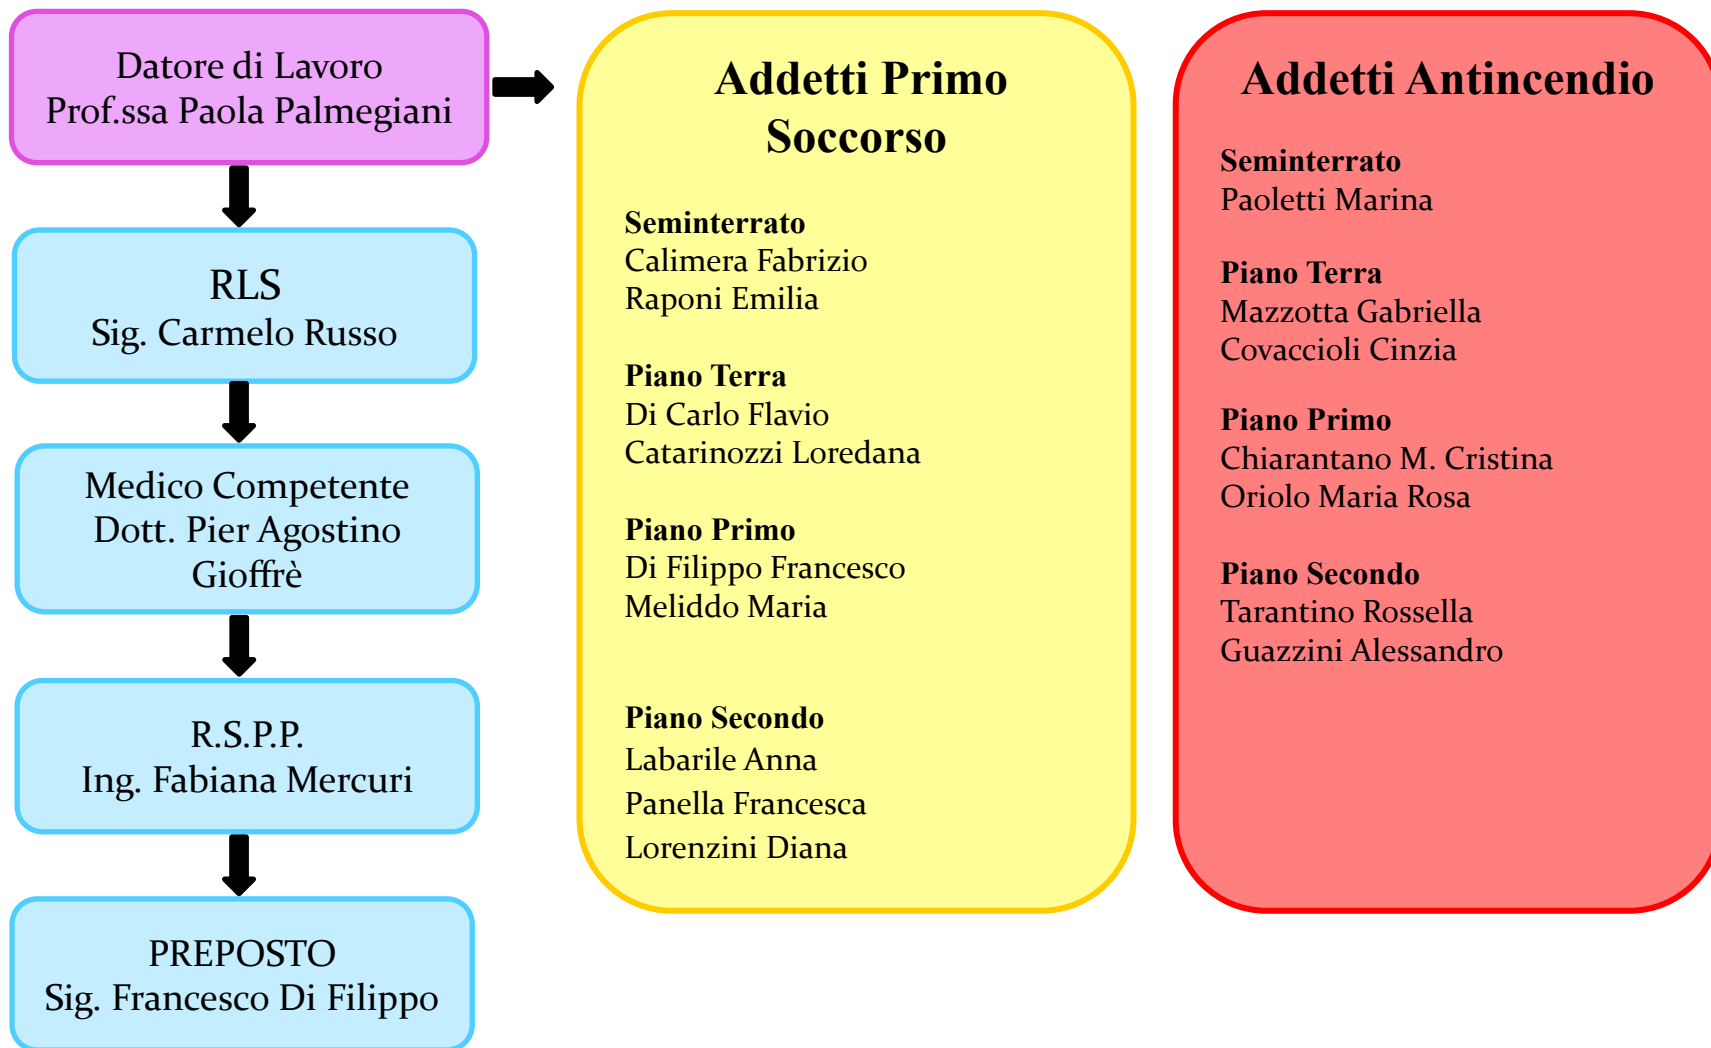 Datore di Lavoro
Prof.ssa Paola Palmegiani
RLS
Sig. Carmelo Russo
Medico Competente
Dott. Pier Agostino
Gioffrè
R.S.P.P.
Ing. Fabiana Mercuri
PREPOSTO
Sig. Francesco Di Filippo
Addetti Primo
Soccorso
Seminterrato
Calimera Fabrizio
Raponi Emilia
Piano Terra
Di Carlo Flavio
Catarinozzi Loredana
Piano Primo
Di Filippo Francesco
Meliddo Maria
Piano Secondo
Labarile Anna
Panella Francesca
Lorenzini Diana
Addetti Antincendio
Seminterrato
Paoletti Marina
Piano Terra
Mazzotta Gabriella
Covaccioli Cinzia
Piano Primo
Chiarantano M. Cristina
Oriolo Maria Rosa
Piano Secondo
Tarantino Rossella
Guazzini Alessandro